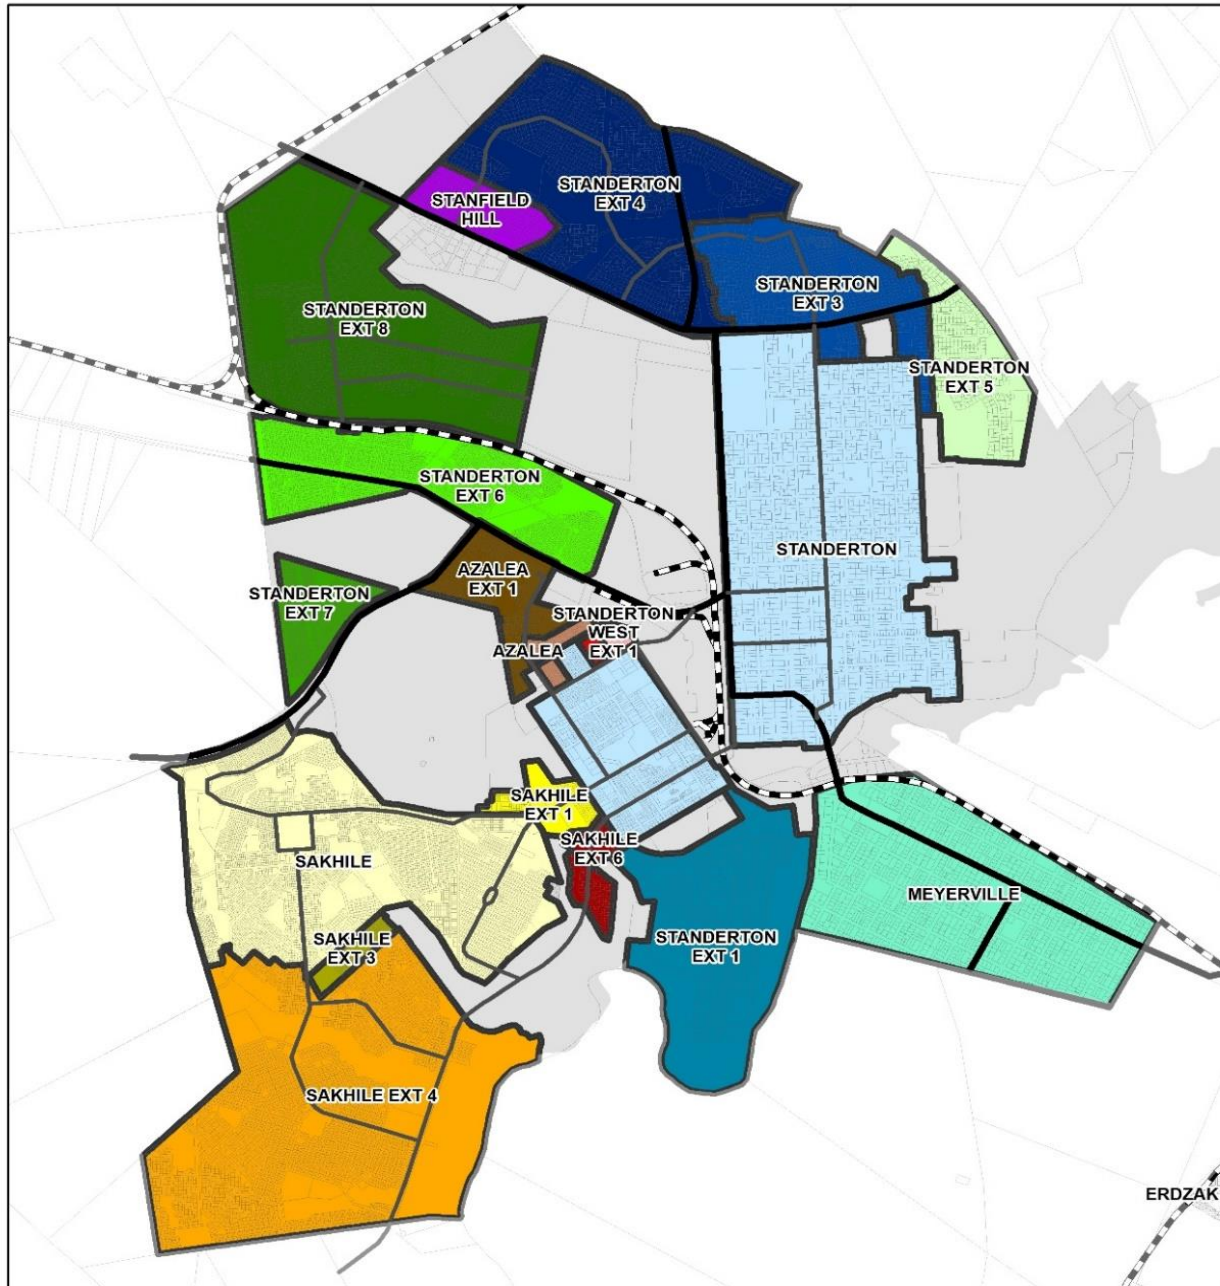 STANDERTON
EXT 4
STANFIELD
HILL
STANDERTON
EXT 3
STANDERTON
EXT 8
STANDERTON
EXT 5
STANDERTON
EXT 6
STANDERTON
AZALEA
EXT 1
STANDERTON
EXT 7
STANDERTON
WEST
EXT 1
AZALEA
SAKHILE
EXT 1
SAKHILE
EXT 6
SAKHILE
MEYERVILLE
SAKHILE
EXT 3
STANDERTON
EXT 1
SAKHILE EXT 4
ERDZAK